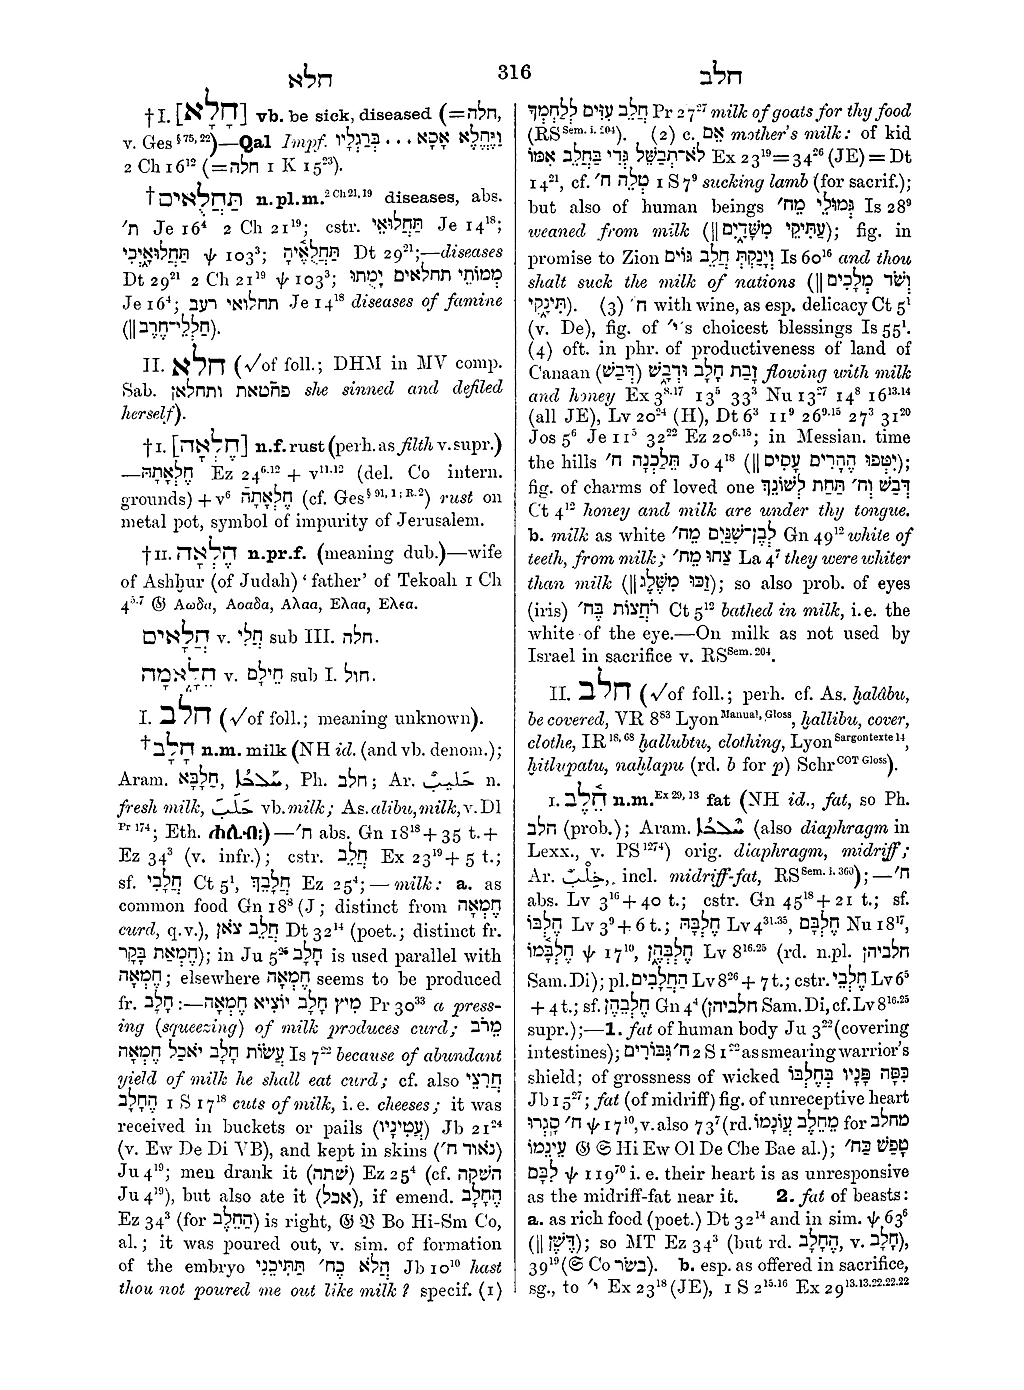 חלא
316
חלב
†I. [חָלָא] vb. be sick, diseased (=חלה,
v. Ges § 75, 22)—Qal Impf. וַיֶּחֱלֶא אָסָא . . . בְּרַגְלָיו
2 Ch 16¹² (=חלה 1 K 15²³).
†תַּחֲלֻאִים n.pl.m. 2 Ch 21, 19 diseases, abs.
ת׳ Je 16⁴ 2 Ch 21¹⁹; cstr. תַּחֲלוּאֵי Je 14¹⁸;
תַּחֲלוּאָיְכִי ψ 103³; תַּחֲלֻאֶיהָ Dt 29²¹;—diseases
Dt 29²¹ 2 Ch 21¹⁹ ψ 103³; מְמוֹתֵי תחלאים יָמֻתוּ
Je 16⁴; תחלואי רעב Je 14¹⁸ diseases of famine
(‖חַלְלֵי־חֶרֶב).
II. חלא (√of foll.; DHM in MV comp.
Sab. פחטאת ותחלאן she sinned and defiled
herself).
†I. [חֶלְאָה] n.f. rust (perh. as filth v. supr.)
—חֶלְאָתָהּ Ez 24⁶·¹² + v¹¹·¹² (del. Co intern.
grounds) + v⁶ חֶלְאָתָהֿ (cf. Ges § 91, 1; R. 2) rust on
metal pot, symbol of impurity of Jerusalem.
†II. חֶלְאָה n.pr.f. (meaning dub.)—wife
of Ashḥur (of Judah) ‘father’ of Tekoah 1 Ch
4⁵·⁷ 𝔊 Αωδα, Αοαδα, Αλαα, Ελαα, Ελεα.
חֲלָאִים v. חֲלִי sub III. חלה.
חֵלְאָמָה v. חֵילָם sub I. חול.
I. חלב (√of foll.; meaning unknown).
†חָלָב n.m. milk (NH id. (and vb. denom.);
Aram. חַלְבָּא, ܚܰܠܒܳܐ, Ph. חלב; Ar. حَلِيبٌ n.
fresh milk, حَلَبَ vb. milk; As. alibu, milk, v. Dl
Pr 174; Eth. ሐሊብ፡)—ח׳ abs. Gn 18¹⁸ + 35 t. +
Ez 34³ (v. infr.); cstr. חֲלֵב Ex 23¹⁹ + 5 t.;
sf. חֲלָבִי Ct 5¹, חֲלָבֵךְ Ez 25⁴;—milk: a. as
common food Gn 18⁸ (J; distinct from חֶמְאָה
curd, q.v.), חֲלֵב צֹאן Dt 32¹⁴ (poet.; distinct fr.
חֶמְאַת בָּקָר); in Ju 5²⁵ חלב is used parallel with
חֶמְאָה; elsewhere חֶמְאָה seems to be produced
fr. חָלָב:—מִיץ חָלָב יוֹצִיא חֶמְאָה Pr 30³³ a press-
ing (squeezing) of milk produces curd; מֵרֹב
עֲשׂוֹת חָלָב יֹאכַל חֶמְאָה Is 7²² because of abundant
yield of milk he shall eat curd; cf. also חֲרִצֵי
הֶחָלָב 1 S 17¹⁸ cuts of milk, i.e. cheeses; it was
received in buckets or pails (עֲטִינָיו) Jb 21²⁴
(v. Ew De Di VB), and kept in skins (נאוד ח׳)
Ju 4¹⁹; men drank it (שתה) Ez 25⁴ (cf. השקה
Ju 4¹⁹), but also ate it (אכל), if emend. הֶחָלָב
Ez 34³ (for הַחֵלֶב) is right, 𝔊 𝔙 Bo Hi-Sm Co,
al.; it was poured out, v. sim. of formation
of the embryo הֲלֹא כֶח׳ תַּתִּיכֵנִי Jb 10¹⁰ hast
thou not poured me out like milk? specif. (1)
חֲלֵב עִזִּים לְלַחְמְךָ Pr 27²⁷ milk of goats for thy food
(RS Sem. i. 204). (2) c. אֵם mother's milk: of kid
לֹא־תְבַשֵּׁל גְּדִי בַּחֲלֵב אִמּוֹ Ex 23¹⁹=34²⁶ (JE) = Dt
14²¹, cf. טְלֵה ח׳ 1 S 7⁹ sucking lamb (for sacrif.);
but also of human beings גְּמוּלֵי מֵח׳ Is 28⁹
weaned from milk (‖עַתִּיקֵי מִשָּׁדָיִם); fig. in
promise to Zion וְיָנַקְתְּ חֲלֵב גּוֹיִם Is 60¹⁶ and thou
shalt suck the milk of nations (‖וְשֹׁד מְלָכִים
תִּינָקִי). (3) ח׳ with wine, as esp. delicacy Ct 5¹
(v. De), fig. of י׳'s choicest blessings Is 55¹.
(4) oft. in phr. of productiveness of land of
Canaan זָבַת חָלָב וּדְבָשׁ (דְּבַשׁ) flowing with milk
and honey Ex 3⁸·¹⁷ 13⁵ 33³ Nu 13²⁷ 14⁸ 16¹³·¹⁴
(all JE), Lv 20²⁴ (H), Dt 6³ 11⁹ 26⁹·¹⁵ 27³ 31²⁰
Jos 5⁶ Je 11⁵ 32²² Ez 20⁶·¹⁵; in Messian. time
the hills תֵּלַכְנָה ח׳ Jo 4¹⁸ (‖יִטְּפוּ הֶהָרִים עָסִיס);
fig. of charms of loved one דְּבַשׁ וְח׳ תַּחַת לְשׁוֹנֵךְ
Ct 4¹² honey and milk are under thy tongue.
b. milk as white לְבֶן־שִׁנַּיִם מֵח׳ Gn 49¹² white of
teeth, from milk; צַחוּ מֵח׳ La 4⁷ they were whiter
than milk (‖זַכּוּ מִשֶּׁלֶג); so also prob. of eyes
(iris) רֹחֲצוֹת בֶּח׳ Ct 5¹² bathed in milk, i.e. the
white of the eye.—On milk as not used by
Israel in sacrifice v. RS Sem. 204.
II. חלב (√of foll.; perh. cf. As. ḫalâbu,
be covered, VR 8⁸³ Lyon Manual, Gloss, ḫallibu, cover,
clothe, IR 18, 68 ḫallubtu, clothing, Lyon Sargontexte 14,
ḫitlupatu, naḫlapu (rd. b for p) Schr COT Gloss).
I. חֵלֶב n.m. Ex 29, 13 fat (NH id., fat, so Ph.
חלב (prob.); Aram. ܚܶܠܒܳܐ (also diaphragm in
Lexx., v. PS 1274) orig. diaphragm, midriff;
Ar. خِلْبٌ, incl. midriff-fat, RS Sem. i. 360);—ח׳
abs. Lv 3¹⁶ + 40 t.; cstr. Gn 45¹⁸ + 21 t.; sf.
חֶלְבּוֹ Lv 3⁹ + 6 t.; חֶלְבָּהּ Lv 4³¹·³⁵, חֶלְבָּם Nu 18¹⁷,
חֶלְבָּמוֹ ψ 17¹⁰, חֶלְבְּהֶן Lv 8¹⁶·²⁵ (rd. n.pl. חלביהן
Sam. Di); pl. הַחֲלָבִים Lv 8²⁶ + 7 t.; cstr. חֶלְבֵי Lv 6⁵
+ 4 t.; sf. חֶלְבֵהֶן Gn 4⁴ (חלביהן Sam. Di, cf. Lv 8¹⁶·²⁵
supr.);—1. fat of human body Ju 3²² (covering
intestines); ח׳ גִּבּוֹרִים 2 S 1²² as smearing warrior's
shield; of grossness of wicked כִּסָּה פָנָיו בְּחֶלְבּוֹ
Jb 15²⁷; fat (of midriff) fig. of unreceptive heart
ח׳ סָגְרוּ ψ 17¹⁰, v. also 73⁷ (rd. מֵחֵלֶב עֲוֹנָמוֹ for מחלב
עֵינֵמוֹ 𝔊 𝔖 Hi Ew Ol De Che Bae al.); טָפַשׁ כַּח׳
לִבָּם ψ 119⁷⁰ i. e. their heart is as unresponsive
as the midriff-fat near it. 2. fat of beasts:
a. as rich food (poet.) Dt 32¹⁴ and in sim. ψ 63⁶
(‖דֶּשֶׁן); so MT Ez 34³ (but rd. הֶחָלָב, v. חָלָב),
39¹⁹ (𝔖 Co בשׂר). b. esp. as offered in sacrifice,
sg., to י׳ Ex 23¹⁸ (JE), 1 S 2¹⁵·¹⁶ Ex 29¹³·¹³·²²·²²·²²